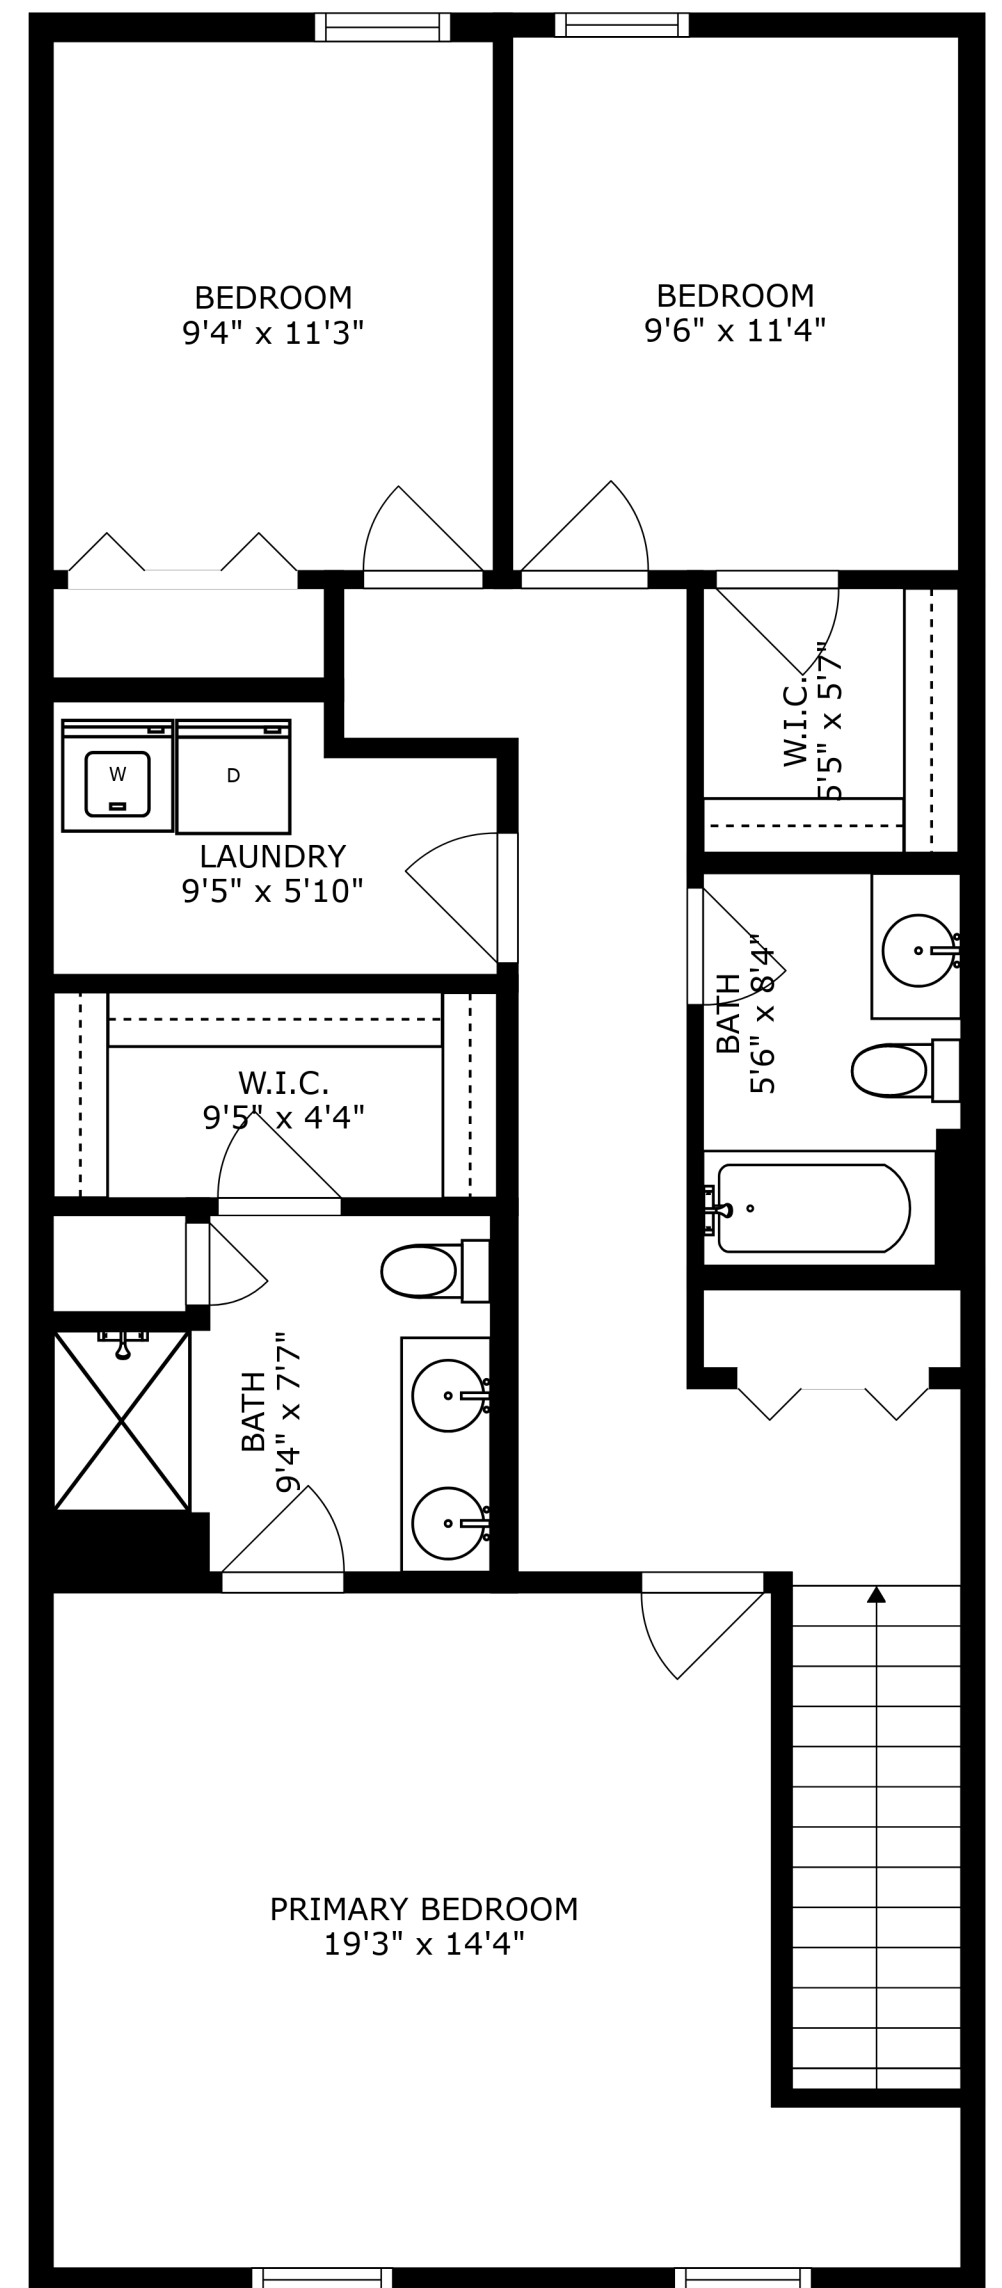 BEDROOM
9'4" x 11'3"
BEDROOM
9'6" x 11'4"
W.I.C.
5'5" x 5'7"
W
D
LAUNDRY
9'5" x 5'10"
BATH
5'6" x 8'4"
W.I.C.
9'5" x 4'4"
BATH
9'4" x 7'7"
PRIMARY BEDROOM
19'3" x 14'4"